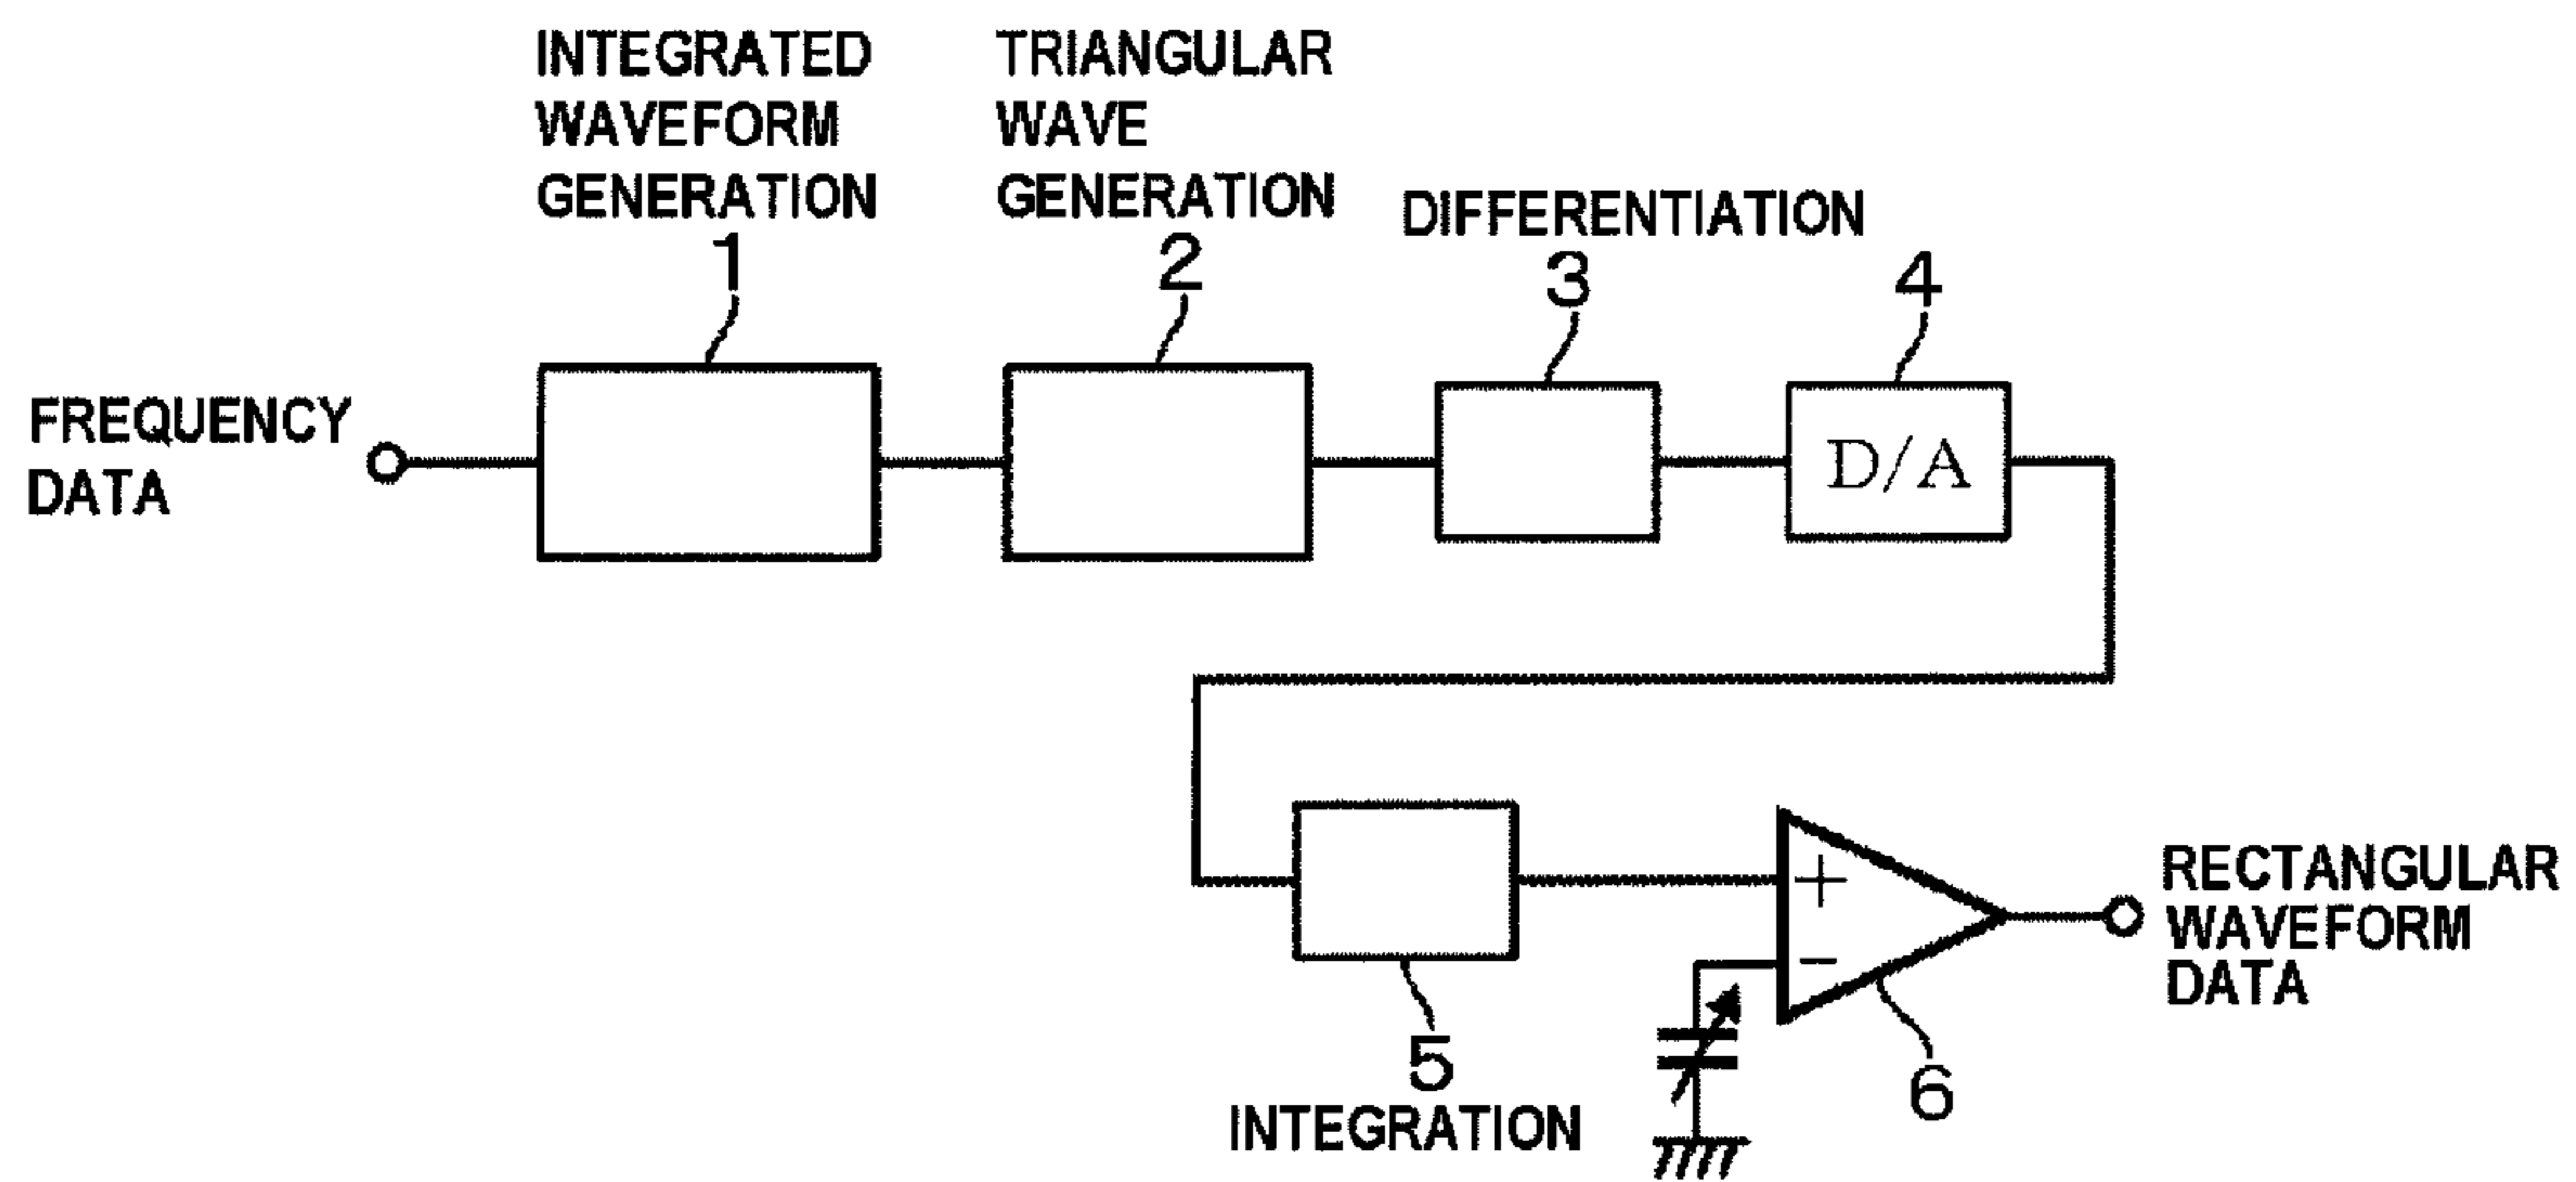 INTEGRATED
WAVEFORM
GENERATION
1
TRIANGULAR
WAVE
GENERATION
2
DIFFERENTIATION
3
4
FREQUENCY
DATA
D/A
5
INTEGRATION
+
−
6
RECTANGULAR
WAVEFORM
DATA